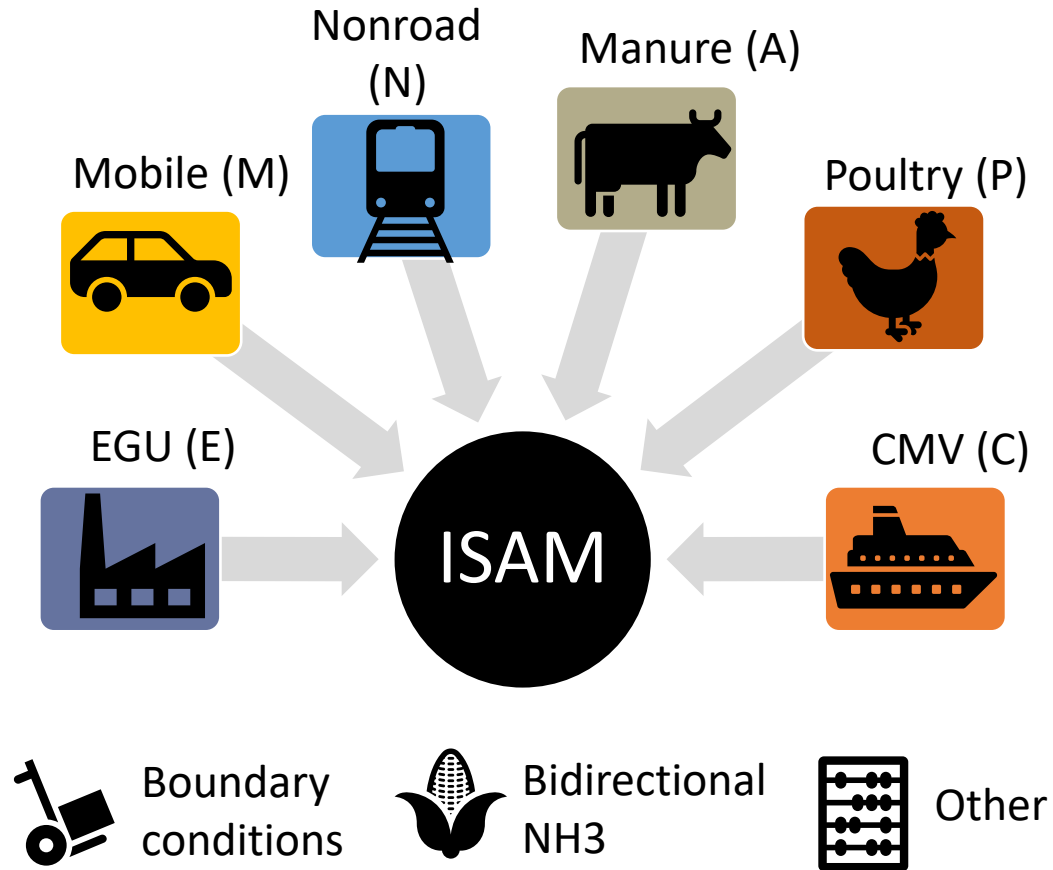 Nonroad
(N)
Manure (A)
Mobile (M)
Poultry (P)
EGU (E)
CMV (C)
ISAM
Boundary
conditions
Bidirectional
NH3
Other